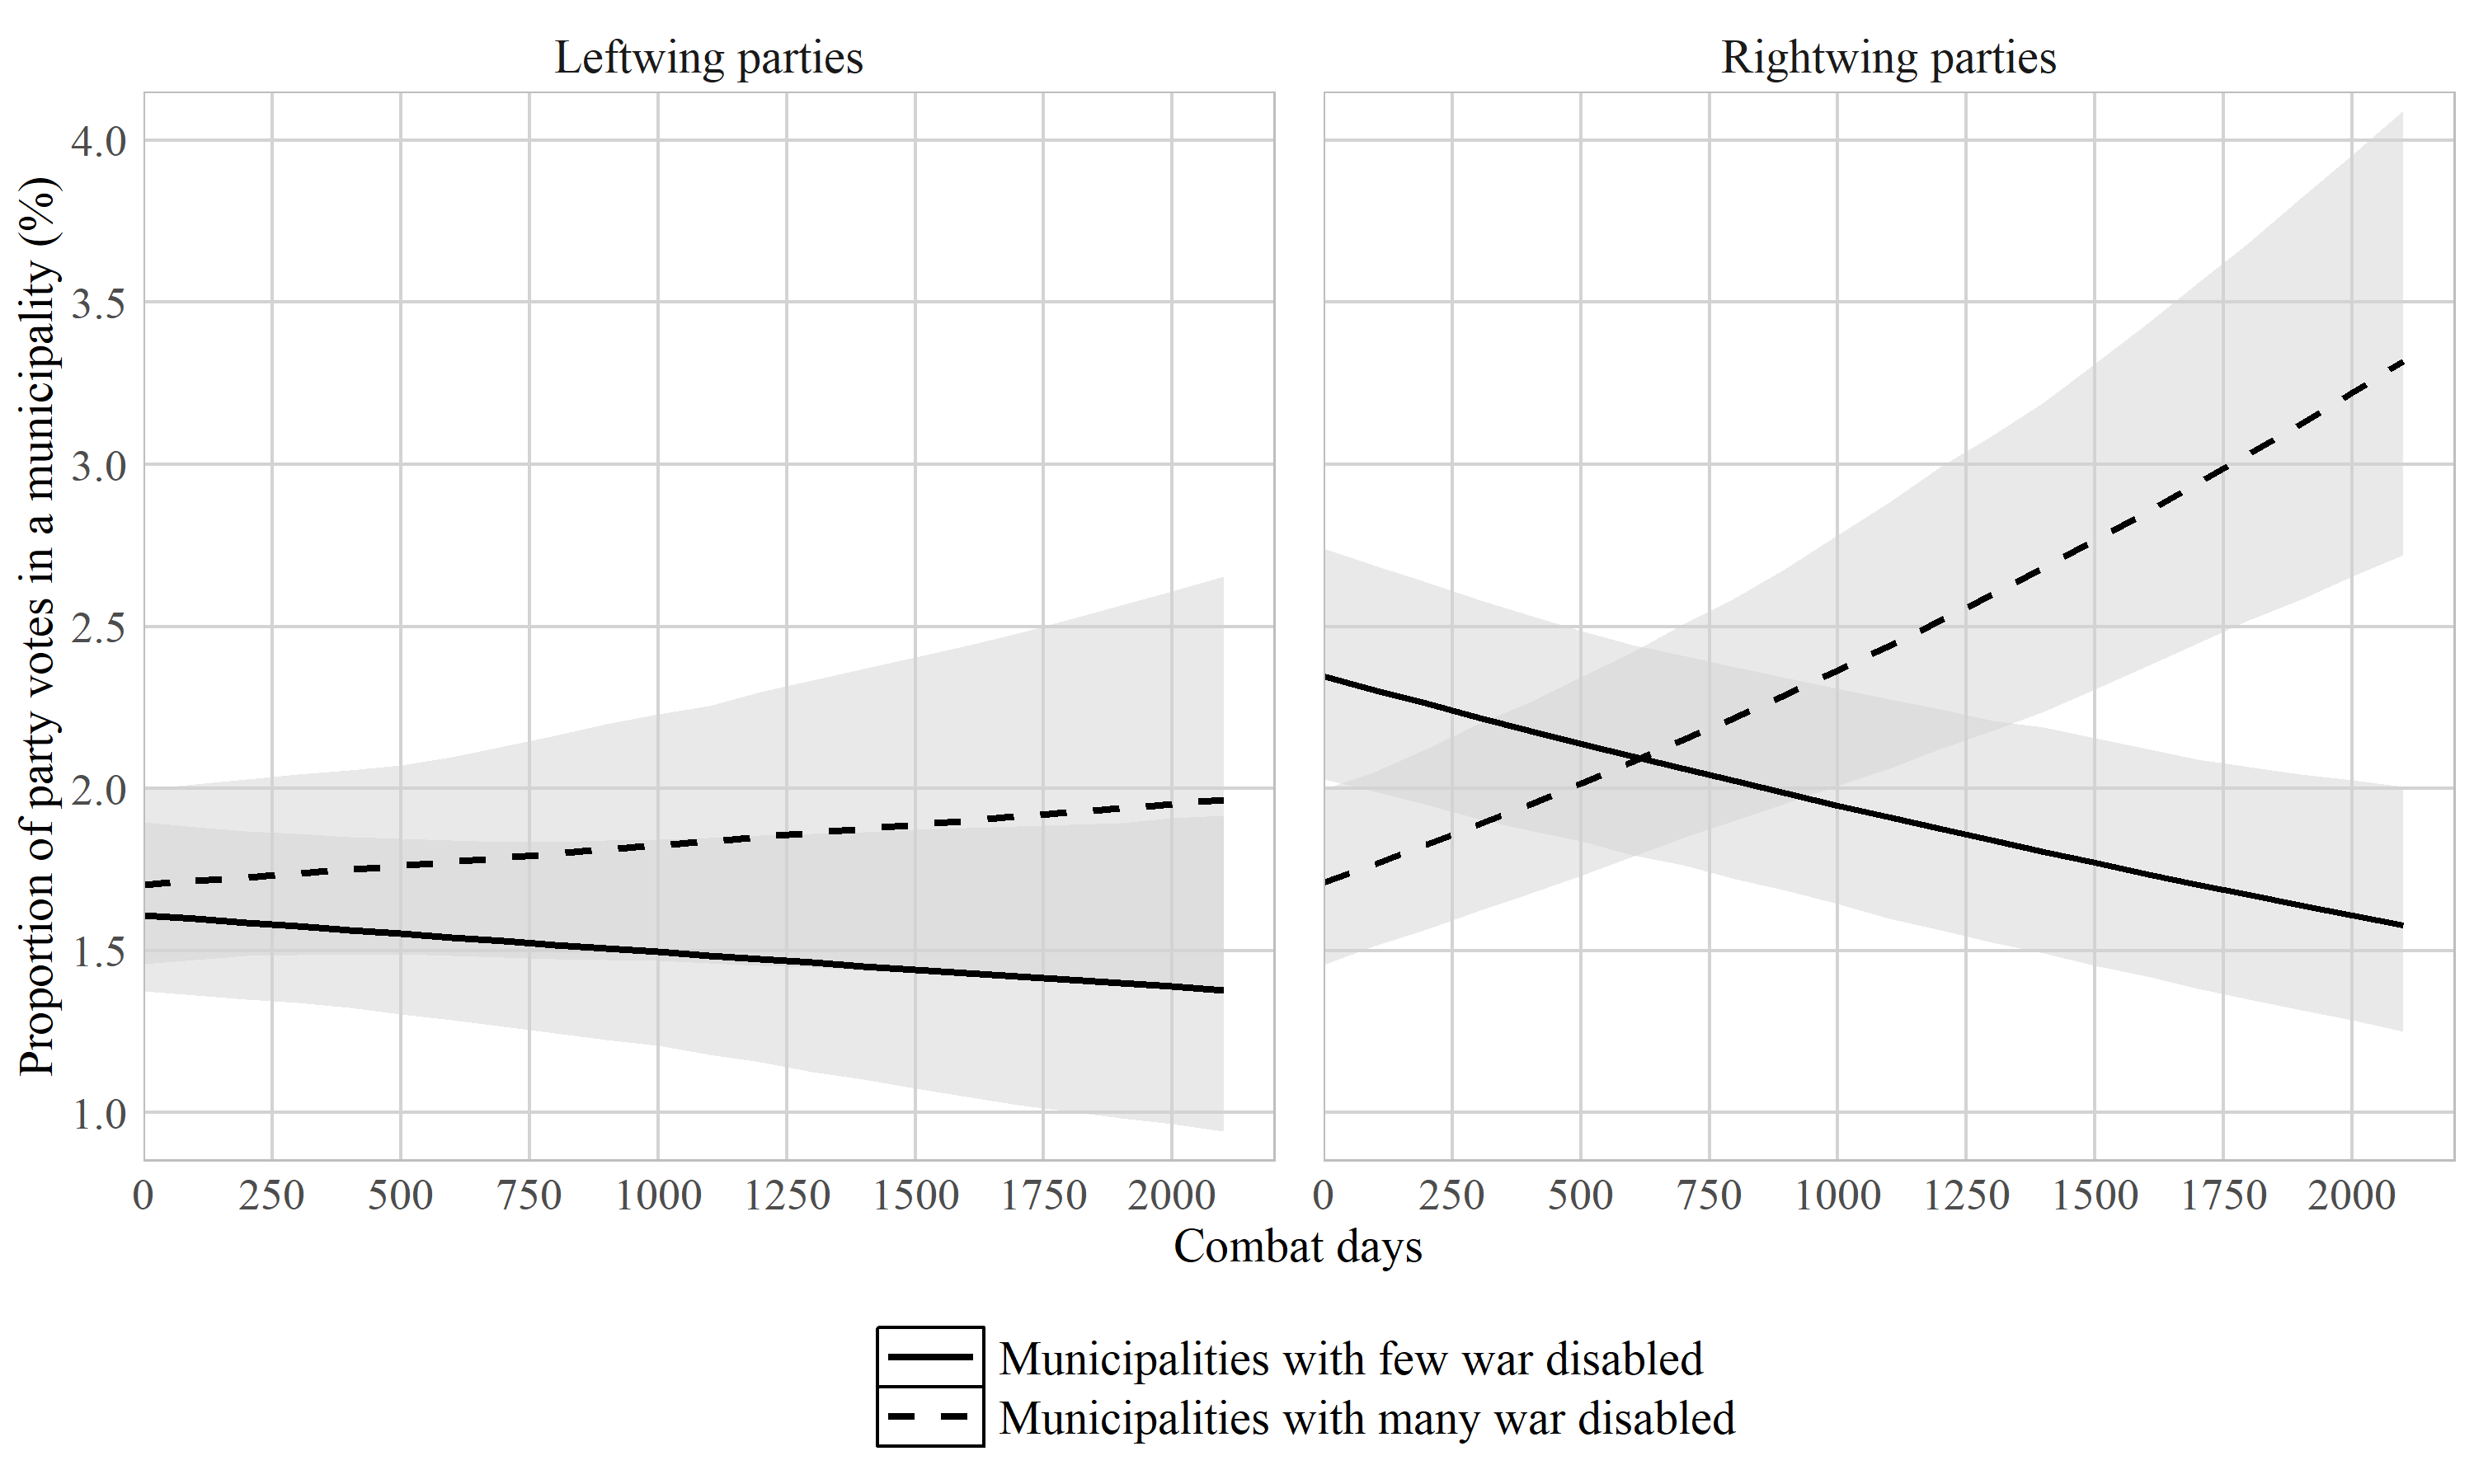 Leftwing parties
Rightwing parties
Proportion of party votes in a municipality (%)
4.0
3.5
3.0
2.5
2.0
1.5
1.0
0 250 500 750 1000 1250 1500 1750 2000
0 250 500 750 1000 1250 1500 1750 2000
Combat days
Municipalities with few war disabled
Municipalities with many war disabled